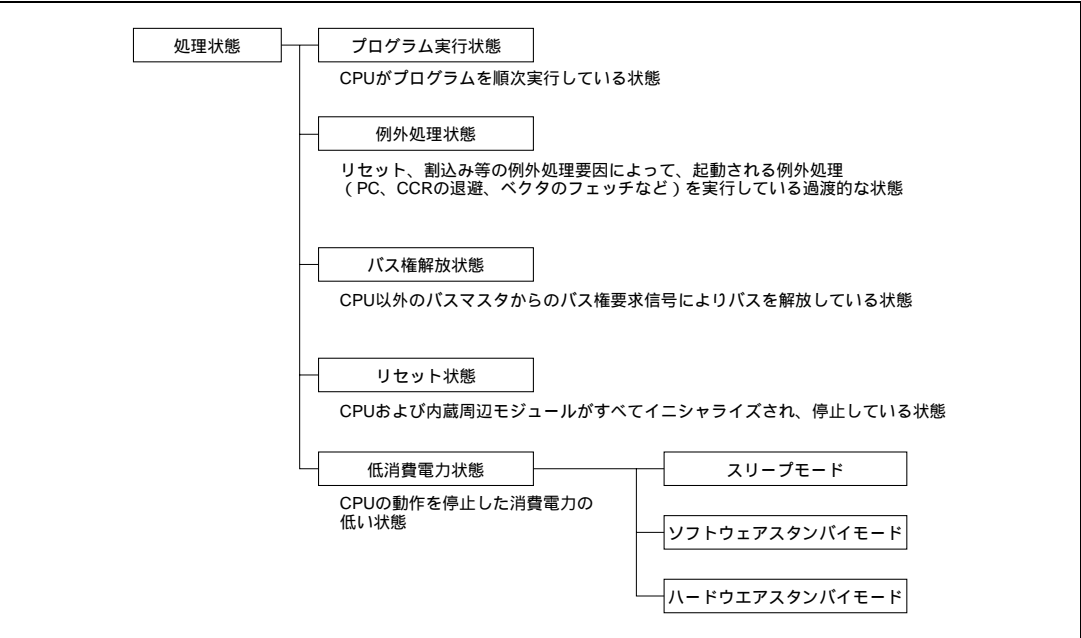 処理状態
プログラム実行状態
CPUがプログラムを順次実行している状態
例外処理状態
リセット、割込み等の例外処理要因によって、起動される例外処理
（PC、CCRの退避、ベクタのフェッチなど）を実行している過渡的な状態
バス権解放状態
CPU以外のバスマスタからのバス権要求信号によりバスを解放している状態
リセット状態
CPUおよび内蔵周辺モジュールがすべてイニシャライズされ、停止している状態
低消費電力状態
CPUの動作を停止した消費電力の
低い状態
スリープモード
ソフトウェアスタンバイモード
ハードウエアスタンバイモード